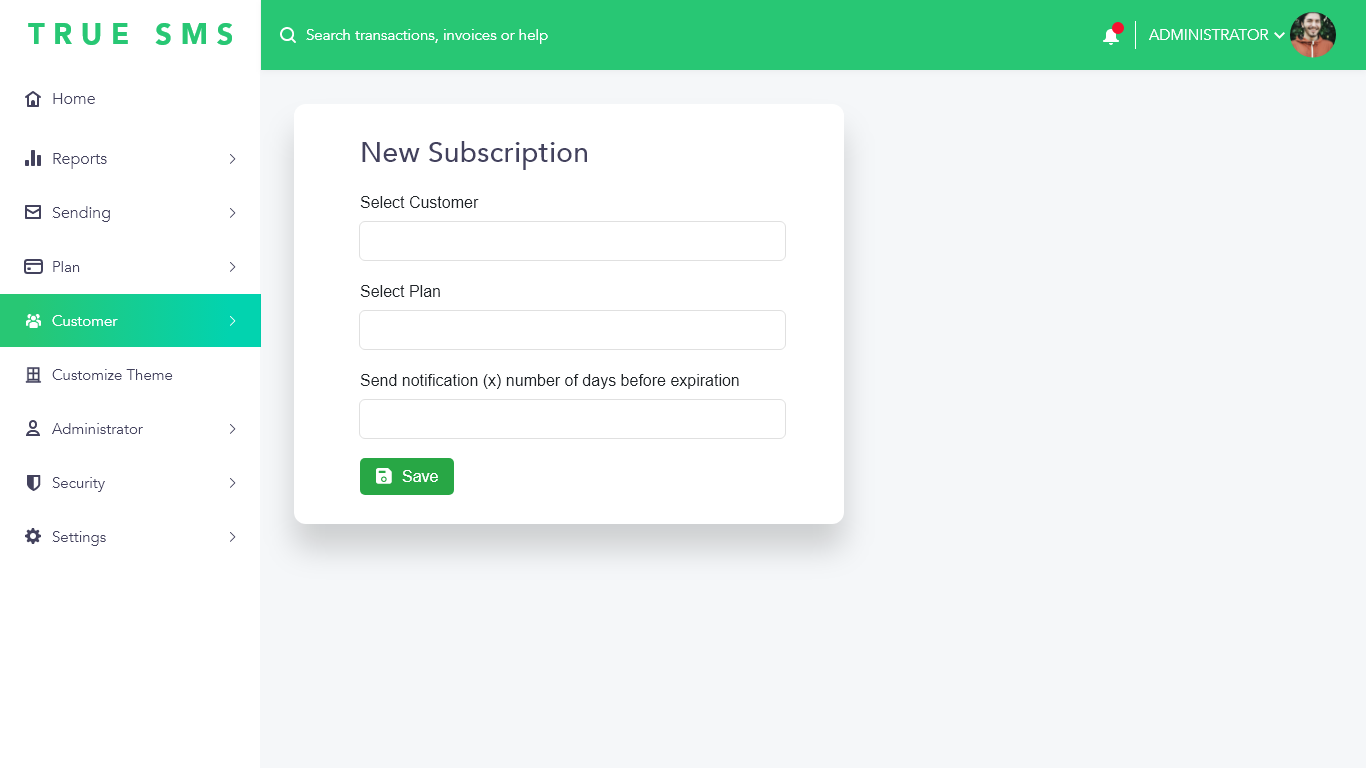 TRUE SMS
Search transactions, invoices or help
ADMINISTRATOR
Home
Reports
Sending
Plan
Customer
Customize Theme
Administrator
Security
Settings
New Subscription
Select Customer
Select Plan
Send notification (x) number of days before expiration
Save